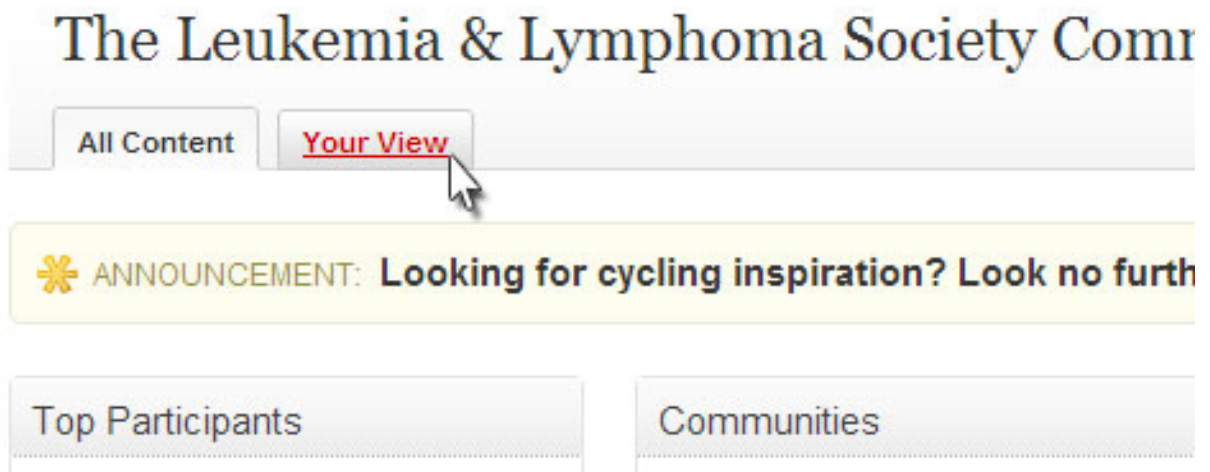 The Leukemia & Lymphoma Society Com
All Content Your View
ANNOUNCEMENT: Looking for cycling inspiration? Look no furth
Top Participants Communities